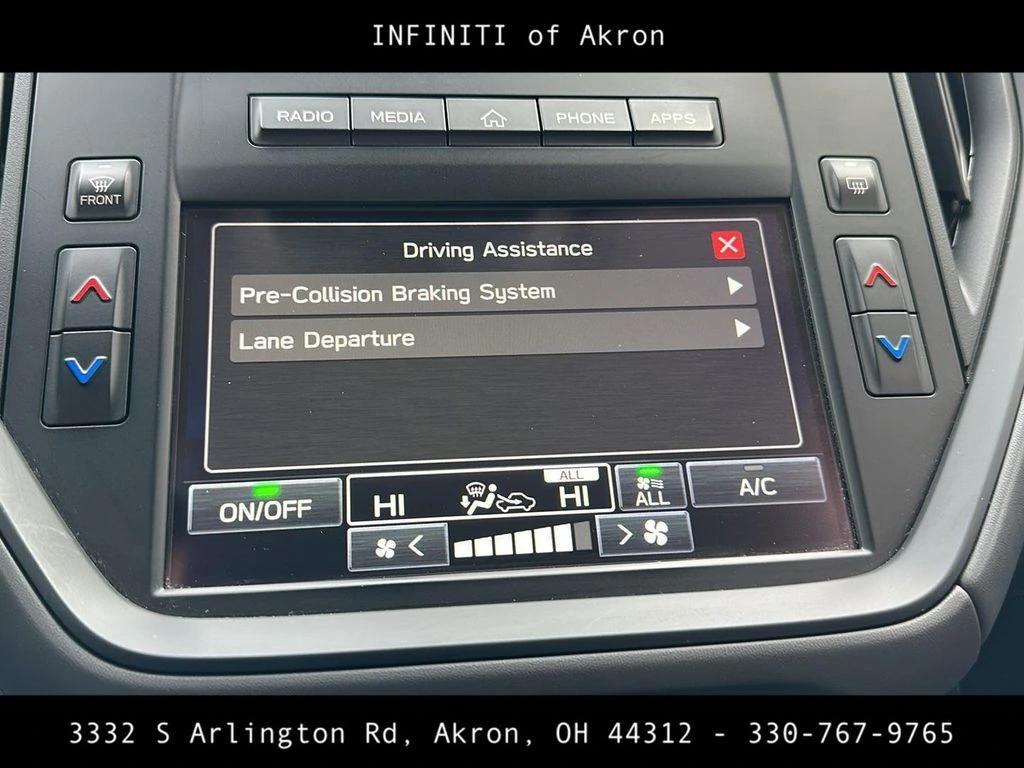 INFINITI of Akron
RADIO MEDIA PHONE APPS
FRONT
Driving Assistance
Pre-Collision Braking System
Lane Departure
ON/OFF HI ALL HI ALL A/C
3332 S Arlington Rd, Akron, OH 44312 - 330-767-9765